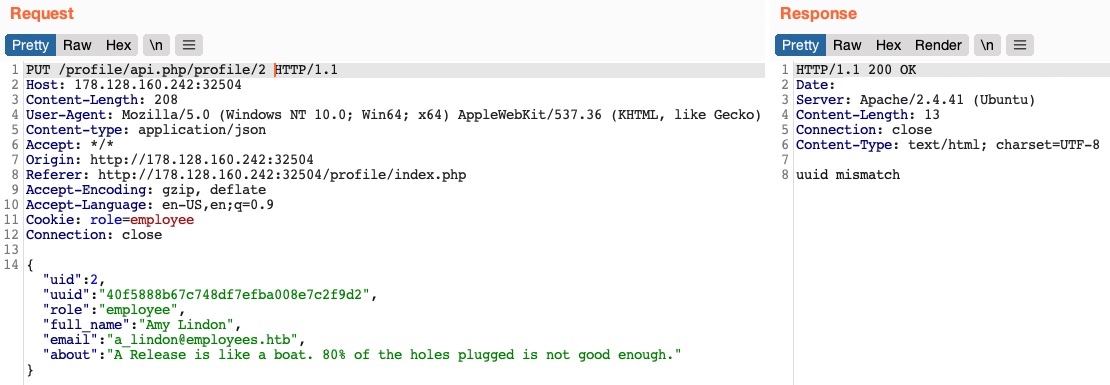 Request
Pretty Raw Hex \n
1 PUT /profile/api.php/profile/2 HTTP/1.1
2 Host: 178.128.160.242:32504
3 Content-Length: 208
4 User-Agent: Mozilla/5.0 (Windows NT 10.0; Win64; x64) AppleWebKit/537.36 (KHTML, like Gecko)
5 Content-type: application/json
6 Accept: */*
7 Origin: http://178.128.160.242:32504
8 Referer: http://178.128.160.242:32504/profile/index.php
9 Accept-Encoding: gzip, deflate
10 Accept-Language: en-US,en;q=0.9
11 Cookie: role=employee
12 Connection: close
13
14 {
"uid":2,
"uuid":"40f5888b67c748df7efba008e7c2f9d2",
"role":"employee",
"full_name":"Amy Lindon",
"email":"a_lindon@employees.htb",
"about":"A Release is like a boat. 80% of the holes plugged is not good enough."
}
Response
Pretty Raw Hex Render \n
1 HTTP/1.1 200 OK
2 Date:
3 Server: Apache/2.4.41 (Ubuntu)
4 Content-Length: 13
5 Connection: close
6 Content-Type: text/html; charset=UTF-8
7
8 uuid mismatch